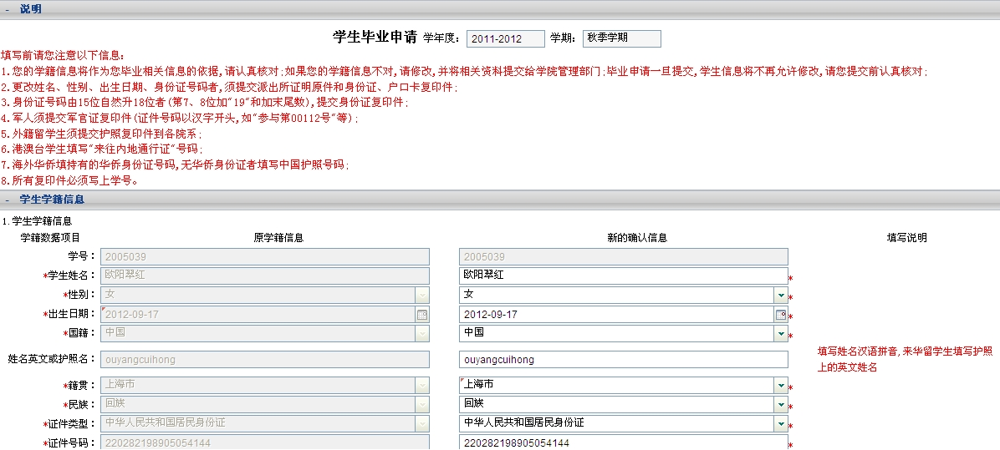 - 说明
学生毕业申请 学年度: 2011-2012 学期: 秋季学期
填写前请您注意以下信息:
1.您的学籍信息将作为您毕业相关信息的依据,请认真核对;如果您的学籍信息不对,请修改,并将相关资料提交给学院管理部门;毕业申请一旦提交,学生信息将不再允许修改,请您提交前认真核对;
2.更改姓名、性别、出生日期、身份证号码者,须提交派出所证明原件和身份证、户口卡复印件;
3.身份证号码由15位自然升18位者(第7、8位加"19"和加末尾数),提交身份证复印件;
4.军人须提交军官证复印件(证件号码以汉字开头,如"参与第00112号"等);
5.外籍留学生须提交护照复印件到各院系;
6.港澳台学生填写"来往内地通行证"号码;
7.海外华侨填持有的华侨身份证号码,无华侨身份证者填写中国护照号码;
8.所有复印件必须写上学号。
- 学生学籍信息
1.学生学籍信息
学籍数据项目 原学籍信息 新的确认信息 填写说明
学号: 2005039 2005039
*学生姓名: 欧阳翠红 欧阳翠红 *
*性别: 女 女 *
*出生日期: 2012-09-17 2012-09-17 *
*国籍: 中国 中国 *
姓名英文或护照名: ouyangcuihong ouyangcuihong 填写姓名汉语拼音,来华留学生填写护照
上的英文姓名
*籍贯: 上海市 上海市 *
*民族: 回族 回族 *
*证件类型: 中华人民共和国居民身份证 中华人民共和国居民身份证 *
*证件号码: 220282198905054144 220282198905054144 *